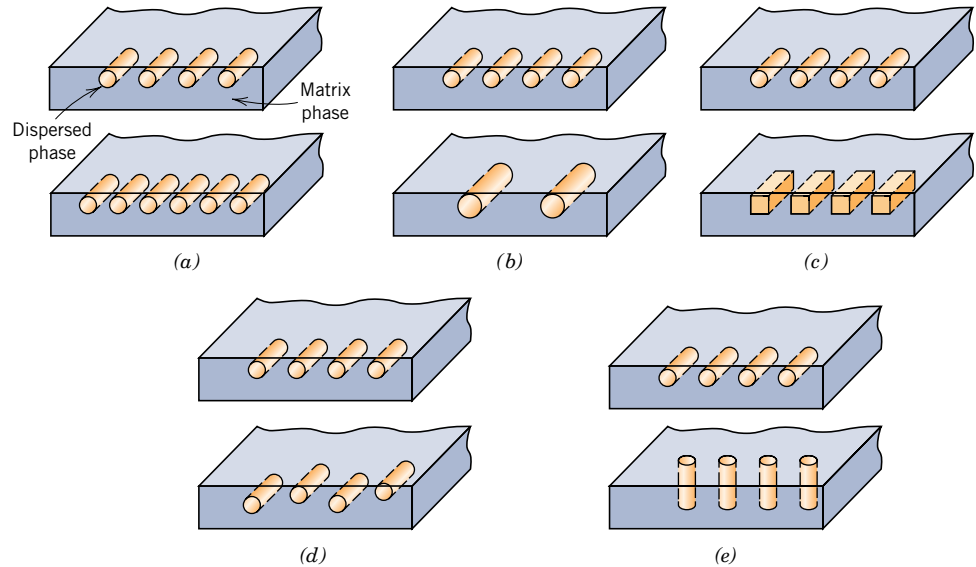 Matrix
phase
Dispersed
phase
(a)
(b)
(c)
(d)
(e)